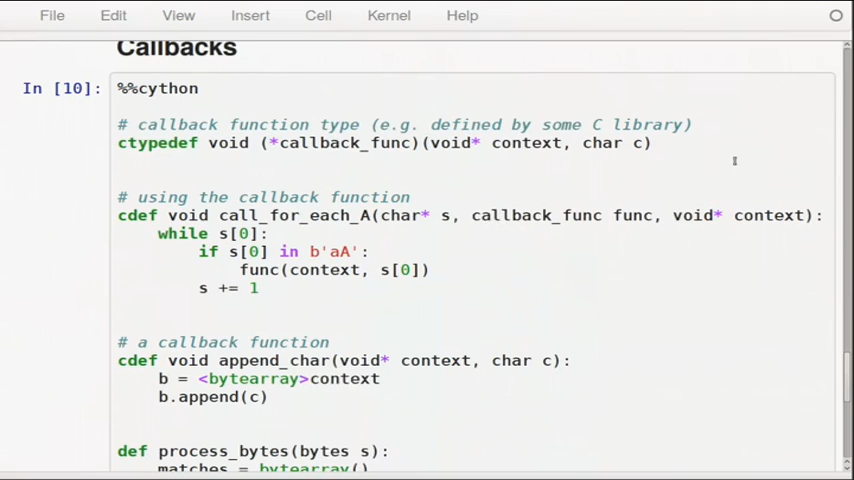 File Edit View Insert Cell Kernel Help
Callbacks
In [10]: %%cython
# callback function type (e.g. defined by some C library)
ctypedef void (*callback_func)(void* context, char c)
# using the callback function
cdef void call_for_each_A(char* s, callback_func func, void* context):
while s[0]:
if s[0] in b'aA':
func(context, s[0])
s += 1
# a callback function
cdef void append_char(void* context, char c):
b = <bytearray>context
b.append(c)
def process_bytes(bytes s):
matches = bytearray()